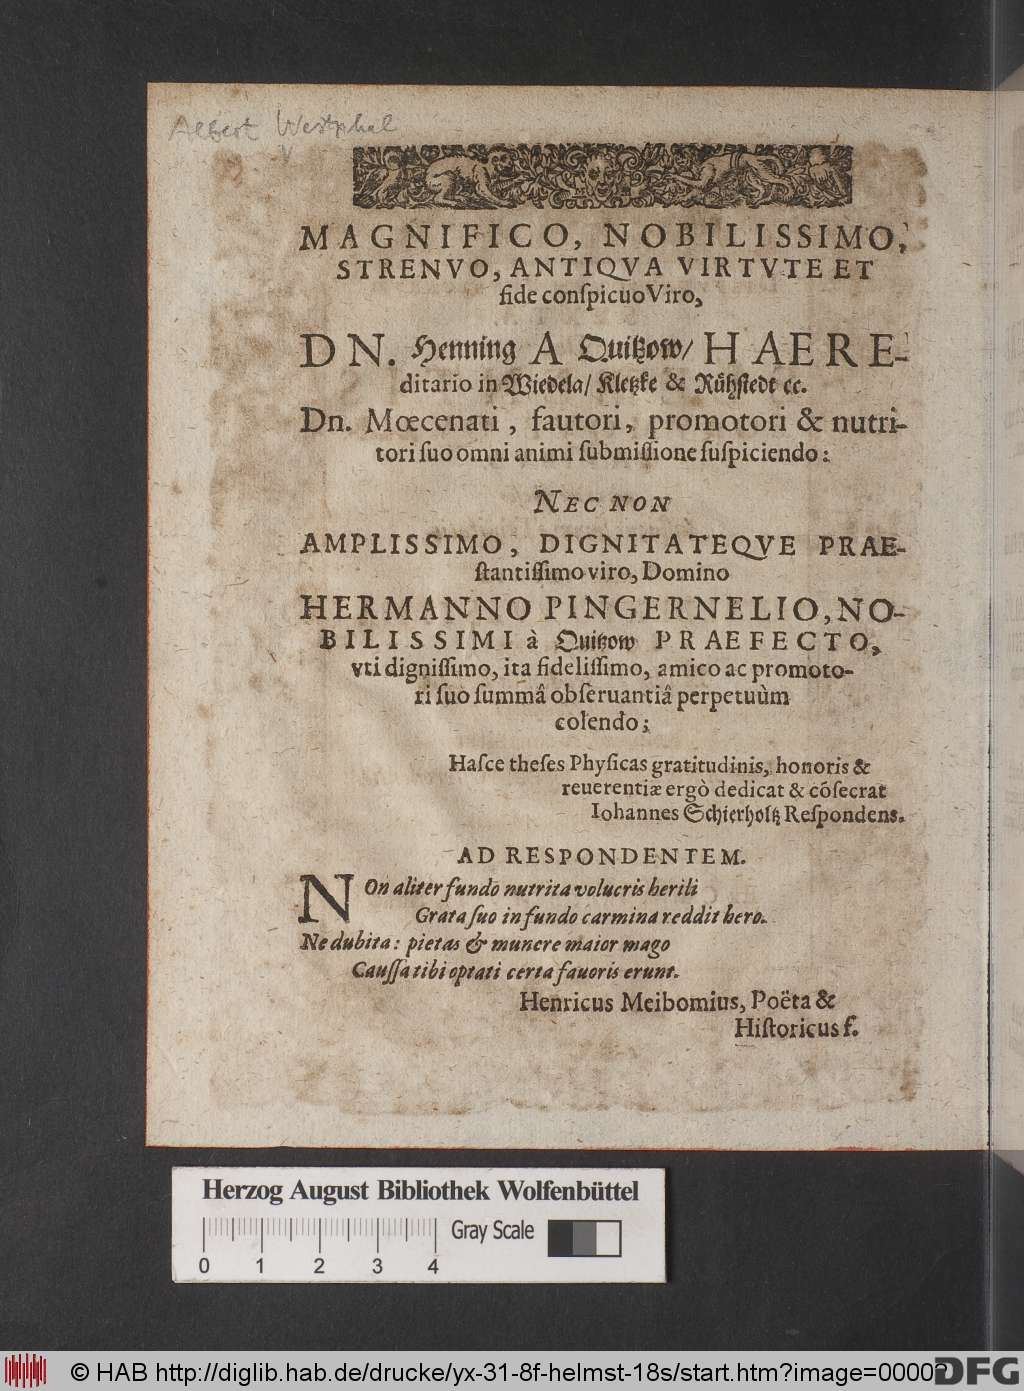 Albert Westphal
MAGNIFICO, NOBILISSIMO,
STRENVO, ANTIQVA VIRTVTE ET
fide conſpicuo Viro,
DN. Henning A Quitzow/ HAERE-
ditario in Wiedela/ Kletzke & Rühſtedt ꝛc.
Dn. Mœcenati, fautori, promotori & nutri-
tori ſuo omni animi ſubmiſſione ſuſpiciendo:
NEC NON
AMPLISSIMO, DIGNITATEQVE PRAE-
ſtantiſſimo viro, Domino
HERMANNO PINGERNELIO, NO-
BILISSIMI à Quitzow PRAEFECTO,
vti digniſſimo, ita fideliſſimo, amico ac promoto-
ri ſuo ſummâ obſeruantiâ perpetuùm
colendo;
Haſce theſes Phyſicas gratitudinis, honoris &
reuerentiæ ergò dedicat & cōſecrat
Iohannes Schierholtz Reſpondens.
AD RESPONDENTEM.
NOn aliter fundo nutrita volucris herili
Grata ſuo in fundo carmina reddit hero.
Ne dubita: pietas & munere maior mago
Cauſſa tibi optati certa fauoris erunt.
Henricus Meibomius, Poëta &
Hiſtoricus f.
Herzog August Bibliothek Wolfenbüttel
Gray Scale
0 1 2 3 4
© HAB http://diglib.hab.de/drucke/yx-31-8f-helmst-18s/start.htm?image=00002
DFG